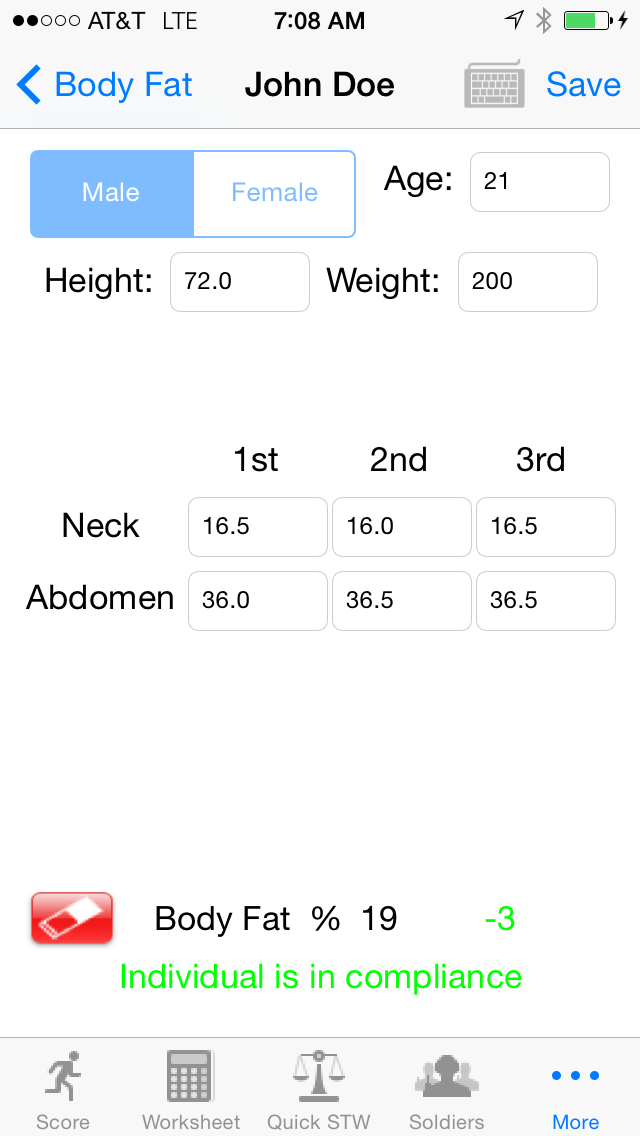 AT&T LTE 7:08 AM
Body Fat John Doe Save
Male Female Age: 21
Height: 72.0 Weight: 200
1st 2nd 3rd
Neck 16.5 16.0 16.5
Abdomen 36.0 36.5 36.5
Body Fat % 19 -3
Individual is in compliance
Score Worksheet Quick STW Soldiers More